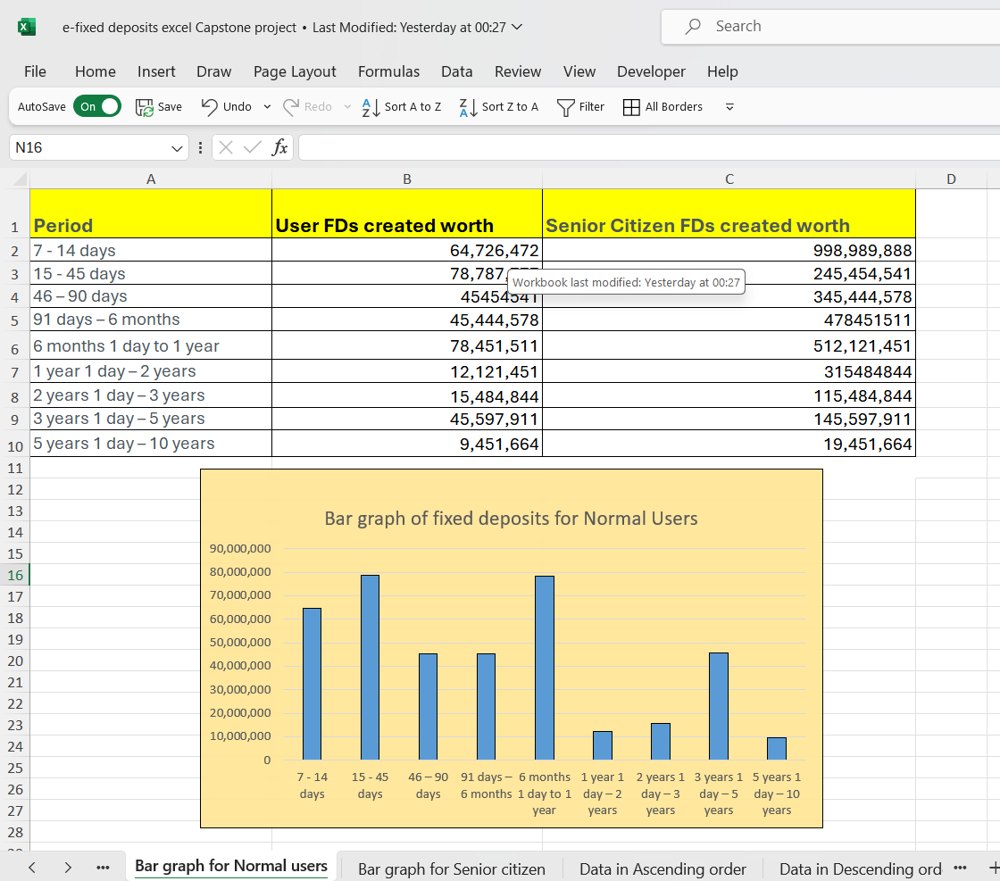 e-fixed deposits excel Capstone project • Last Modified: Yesterday at 00:27
Search
File Home Insert Draw Page Layout Formulas Data Review View Developer Help
AutoSave On Save Undo Redo Sort A to Z Sort Z to A Filter All Borders
N16 fx
A B C D
1 Period User FDs created worth Senior Citizen FDs created worth
2 7 - 14 days 64,726,472 998,989,888
3 15 - 45 days 78,787, 245,454,541
Workbook last modified: Yesterday at 00:27
4 46 – 90 days 45454541 345,444,578
5 91 days – 6 months 45,444,578 478451511
6 6 months 1 day to 1 year 78,451,511 512,121,451
7 1 year 1 day – 2 years 12,121,451 315484844
8 2 years 1 day – 3 years 15,484,844 115,484,844
9 3 years 1 day – 5 years 45,597,911 145,597,911
10 5 years 1 day – 10 years 9,451,664 19,451,664
11
12
13
14
15
16
17
18
19
20
21
22
23
24
25
26
27
28
Bar graph of fixed deposits for Normal Users
90,000,000
80,000,000
70,000,000
60,000,000
50,000,000
40,000,000
30,000,000
20,000,000
10,000,000
0
7 - 14 15 - 45 46 – 90 91 days – 6 months 1 year 1 2 years 1 3 years 1 5 years 1
days days days 6 months 1 day to 1 day – 2 day – 3 day – 5 day – 10
year years years years years
Bar graph for Normal users Bar graph for Senior citizen Data in Ascending order Data in Descending ord